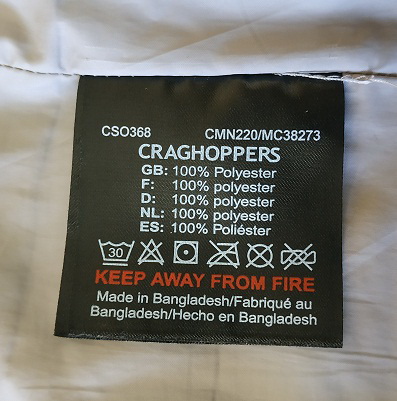 CSO368 CMN220/MC38273
CRAGHOPPERS
GB: 100% Polyester
F: 100% polyester
D: 100% polyester
NL: 100% polyester
ES: 100% Poliéster
30
KEEP AWAY FROM FIRE
Made in Bangladesh/Fabriqué au
Bangladesh/Hecho en Bangladesh